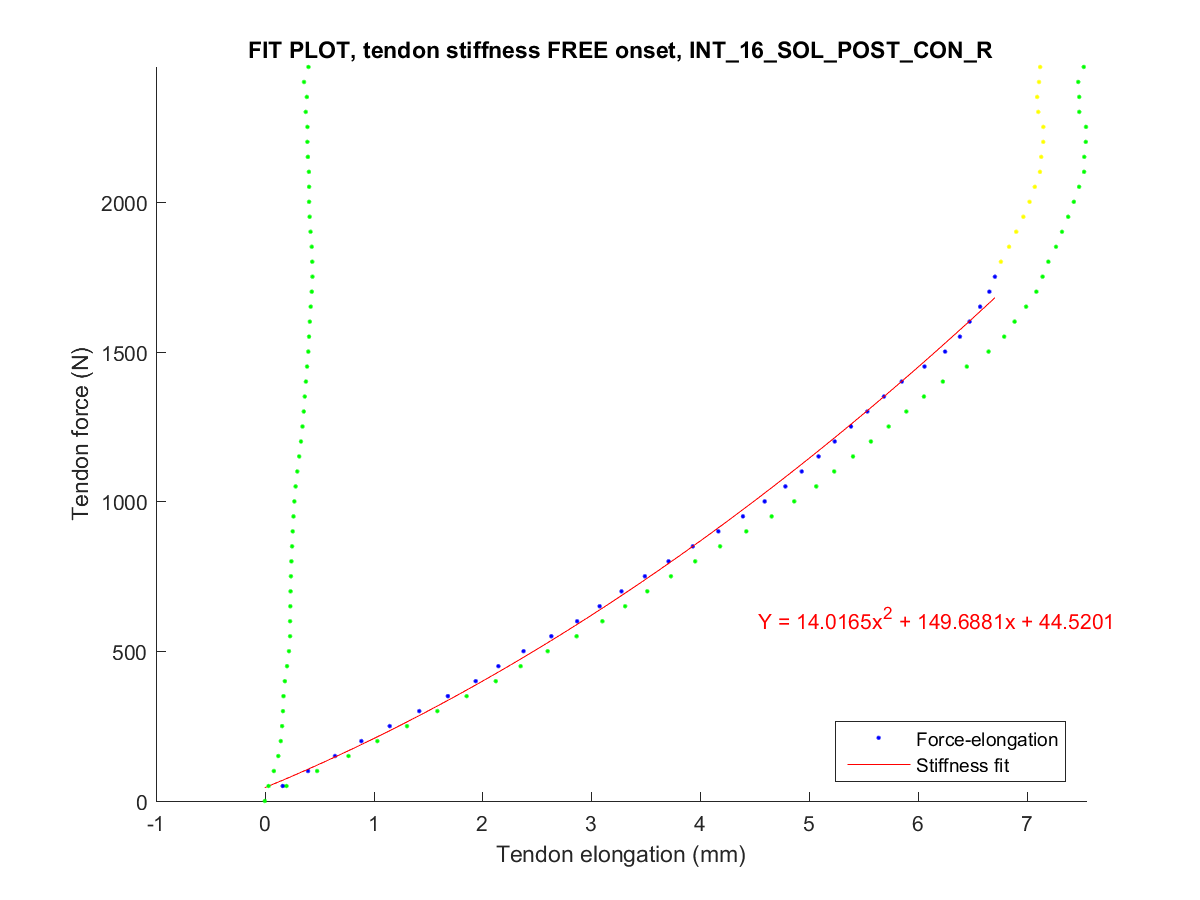 FIT PLOT, tendon stiffness FREE onset, INT_16_SOL_POST_CON_R
2000
1500
1000
500
0
Tendon force (N)
Y = 14.0165x² + 149.6881x + 44.5201
Force-elongation
Stiffness fit
-1 0 1 2 3 4 5 6 7
Tendon elongation (mm)